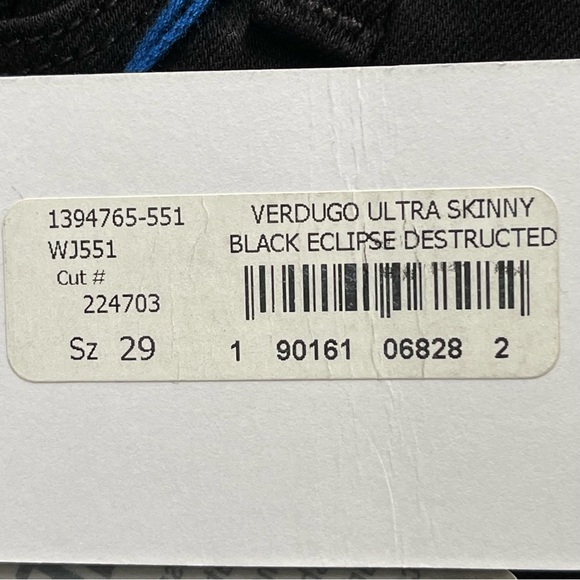 1394765-551
WJ551
Cut #
224703
Sz 29
VERDUGO ULTRA SKINNY
BLACK ECLIPSE DESTRUCTED
1 90161 06828 2